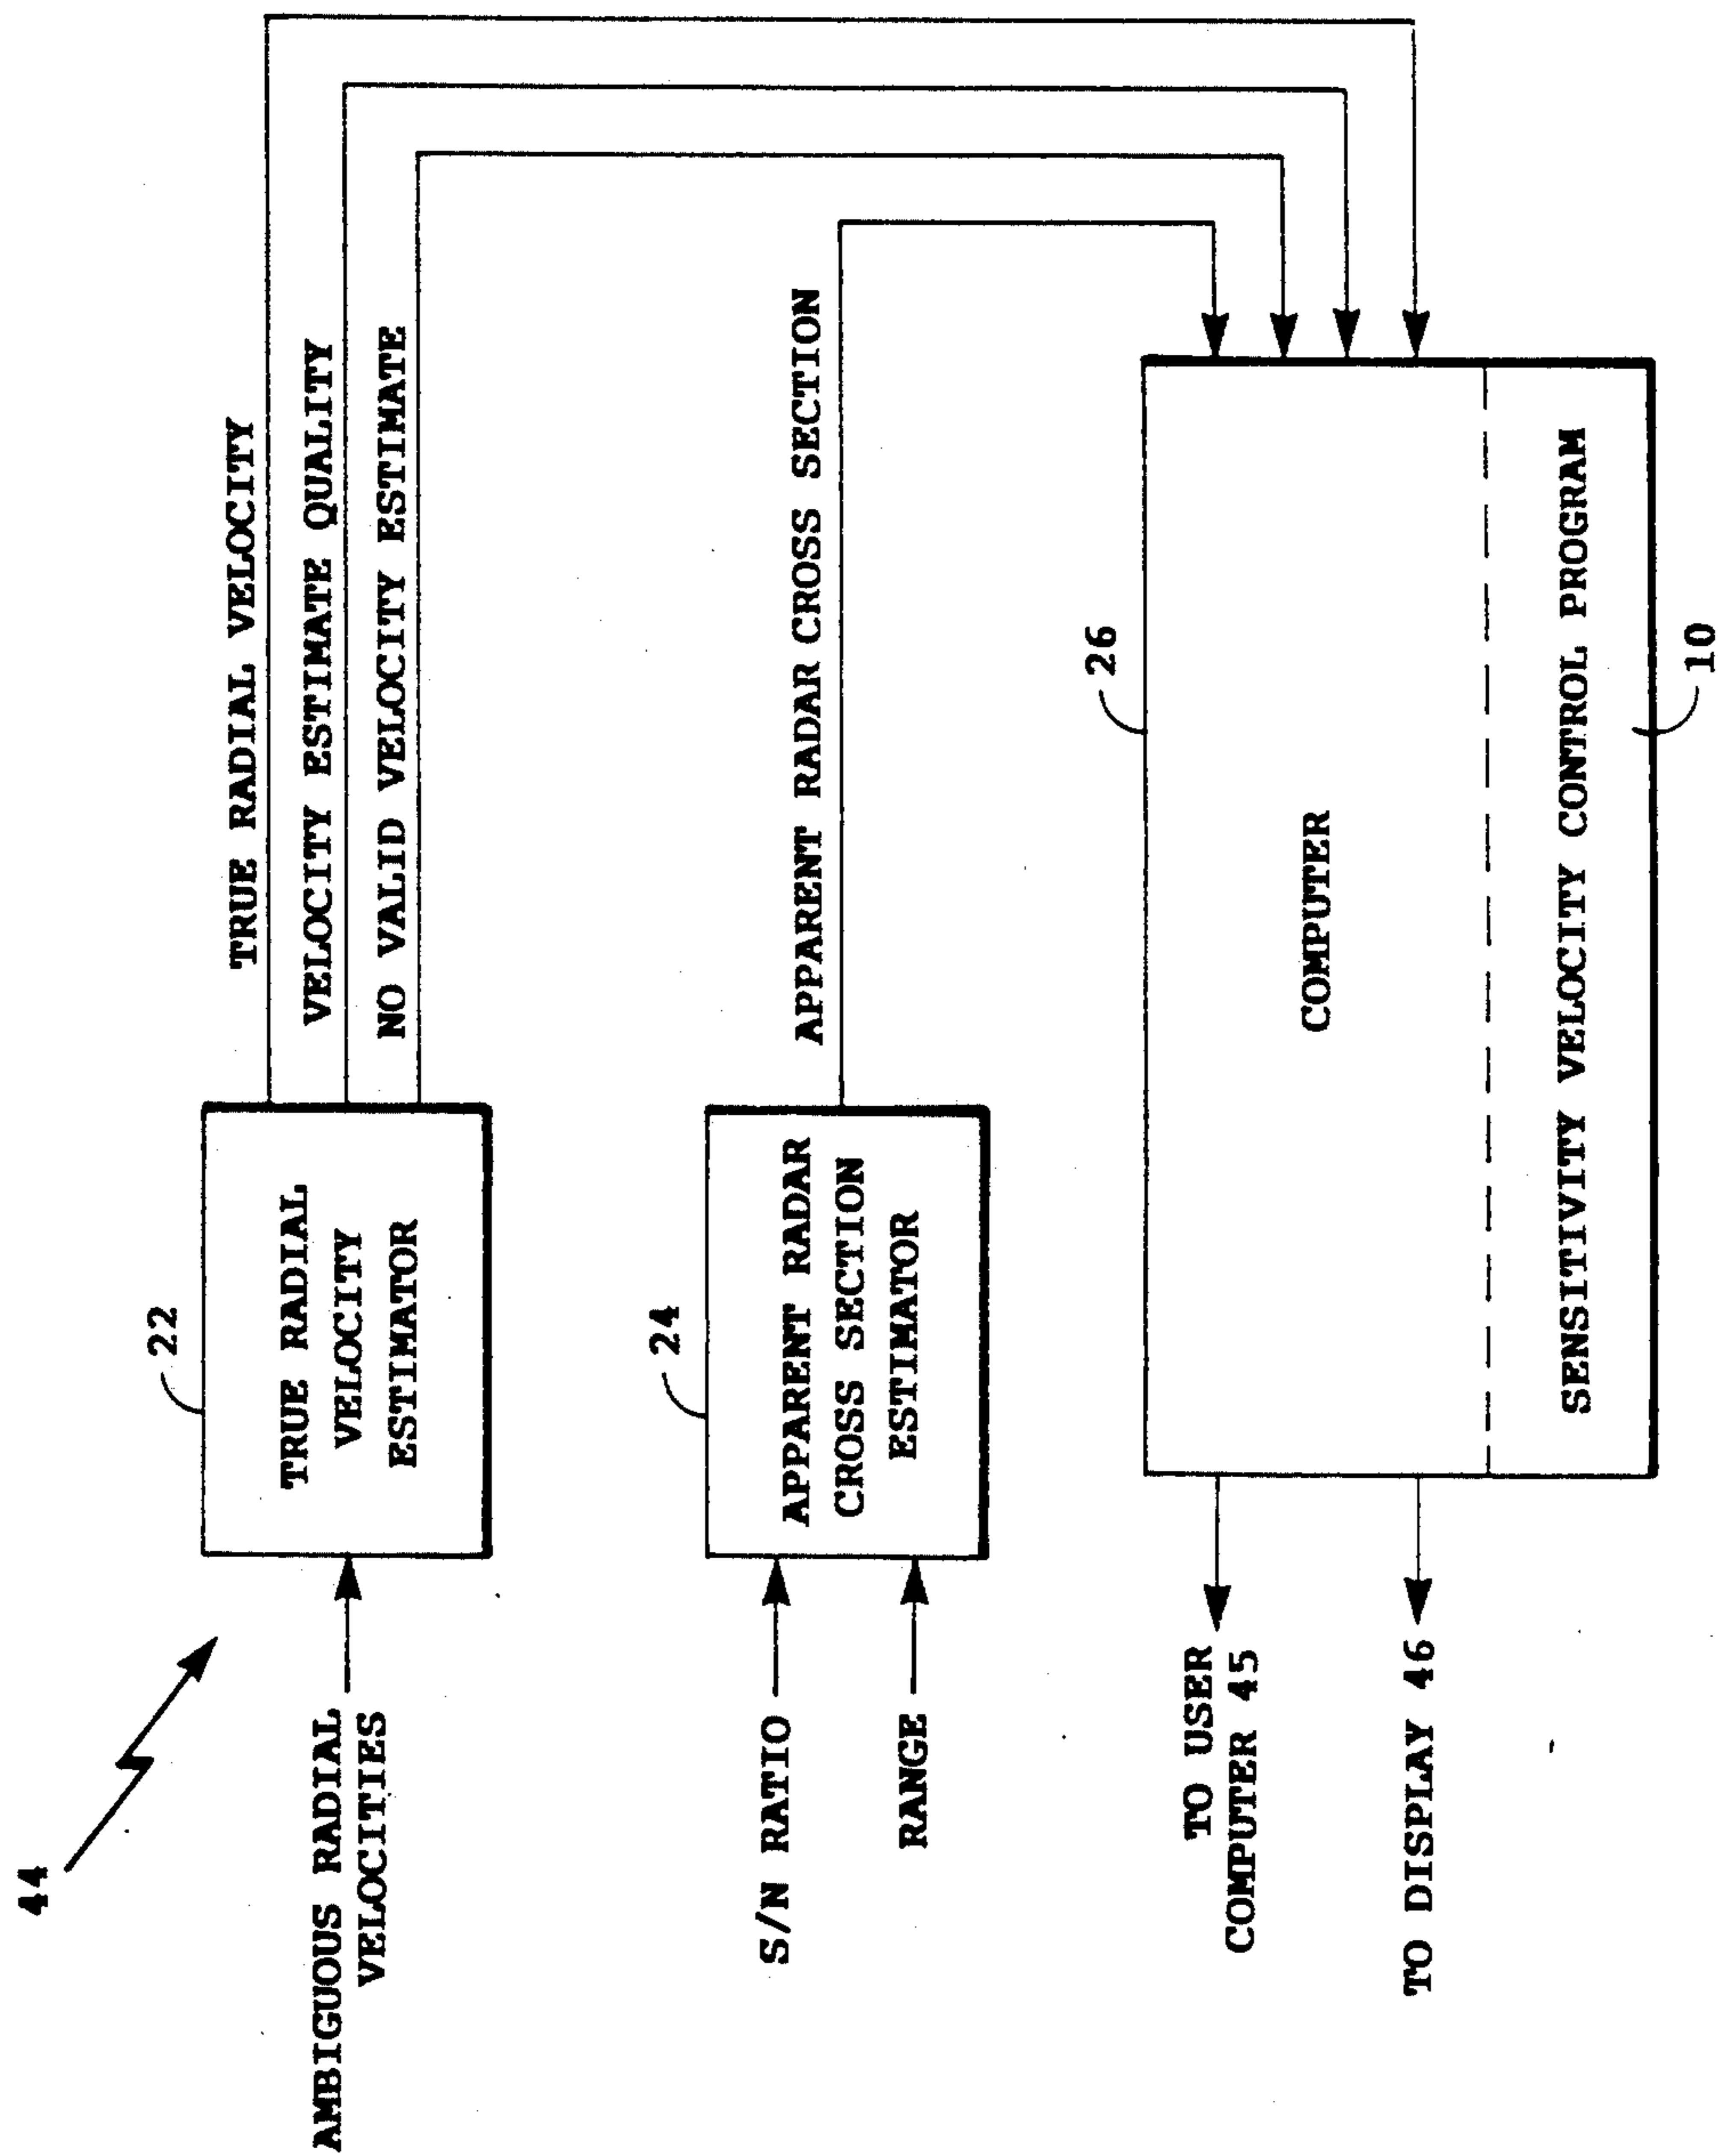 44
TRUE RADIAL VELOCITY
VELOCITY ESTIMATE QUALITY
NO VALID VELOCITY ESTIMATE
22
TRUE RADIAL
VELOCITY
ESTIMATOR
AMBIGUOUS RADIAL
VELOCITIES
APPARENT RADAR CROSS SECTION
24
APPARENT RADAR
CROSS SECTION
ESTIMATOR
S/N RATIO
RANGE
26
COMPUTER
SENSITIVITY VELOCITY CONTROL PROGRAM
10
TO USER
COMPUTER 45
TO DISPLAY 46